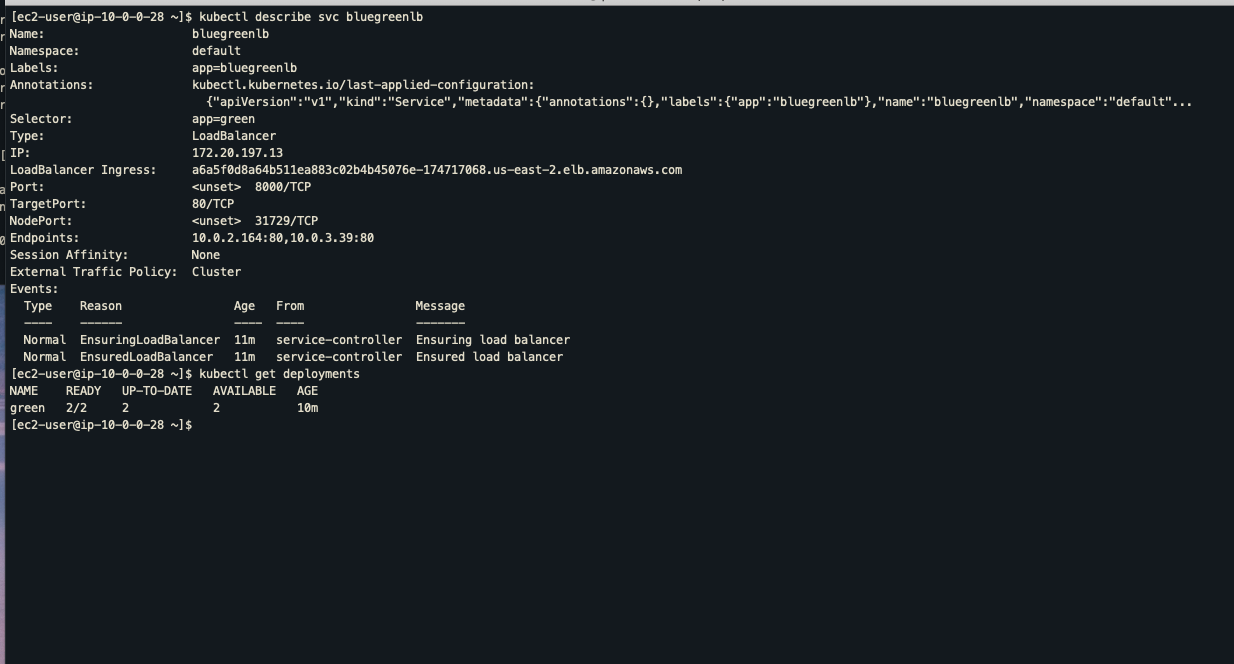 [ec2-user@ip-10-0-0-28 ~]$ kubectl describe svc bluegreenlb
Name: bluegreenlb
Namespace: default
Labels: app=bluegreenlb
Annotations: kubectl.kubernetes.io/last-applied-configuration:
{"apiVersion":"v1","kind":"Service","metadata":{"annotations":{},"labels":{"app":"bluegreenlb"},"name":"bluegreenlb","namespace":"default"...
Selector: app=green
Type: LoadBalancer
IP: 172.20.197.13
LoadBalancer Ingress: a6a5f0d8a64b511ea883c02b4b45076e-174717068.us-east-2.elb.amazonaws.com
Port: <unset> 8000/TCP
TargetPort: 80/TCP
NodePort: <unset> 31729/TCP
Endpoints: 10.0.2.164:80,10.0.3.39:80
Session Affinity: None
External Traffic Policy: Cluster
Events:
Type Reason Age From Message
---- ------ ---- ---- -------
Normal EnsuringLoadBalancer 11m service-controller Ensuring load balancer
Normal EnsuredLoadBalancer 11m service-controller Ensured load balancer
[ec2-user@ip-10-0-0-28 ~]$ kubectl get deployments
NAME READY UP-TO-DATE AVAILABLE AGE
green 2/2 2 2 10m
[ec2-user@ip-10-0-0-28 ~]$